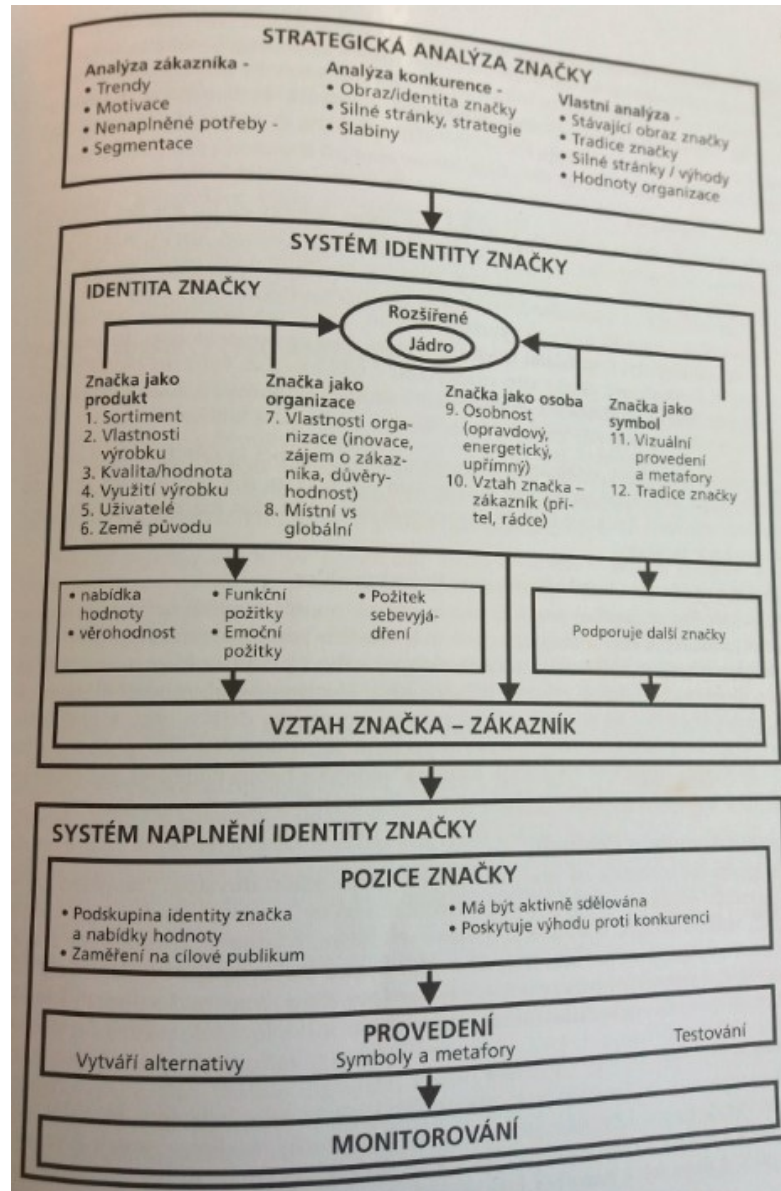 STRATEGICKÁ ANALÝZA ZNAČKY
Analýza zákazníka -
• Trendy
• Motivace
• Nenaplněné potřeby -
• Segmentace
Analýza konkurence -
• Obraz/identita značky
• Silné stránky, strategie
• Slabiny
Vlastní analýza -
• Stávající obraz značky
• Tradice značky
• Silné stránky / výhody
• Hodnoty organizace
SYSTÉM IDENTITY ZNAČKY
IDENTITA ZNAČKY
Rozšířené
Jádro
Značka jako
produkt
1. Sortiment
2. Vlastnosti
výrobku
3. Kvalita/hodnota
4. Využití výrobku
5. Uživatelé
6. Země původu
Značka jako
organizace
7. Vlastnosti orga-
nizace (inovace,
zájem o zákaz-
níka, důvěry-
hodnost)
8. Místní vs
globální
Značka jako osoba
9. Osobnost
(opravdový,
energetický,
upřímný)
10. Vztah značka –
zákazník (pří-
tel, rádce)
Značka jako
symbol
11. Vizuální
provedení
a metafory
12. Tradice značky
• nabídka
hodnoty
• věrohodnost
• Funkční
požitky
• Emoční
požitky
• Požitek
sebevyjá-
dření
Podporuje další značky
VZTAH ZNAČKA – ZÁKAZNÍK
SYSTÉM NAPLNĚNÍ IDENTITY ZNAČKY
POZICE ZNAČKY
• Podskupina identity značka
a nabídky hodnoty
• Zaměření na cílové publikum
• Má být aktivně sdělována
• Poskytuje výhodu proti konkurenci
PROVEDENÍ
Vytváří alternativy
Symboly a metafory
Testování
MONITOROVÁNÍ